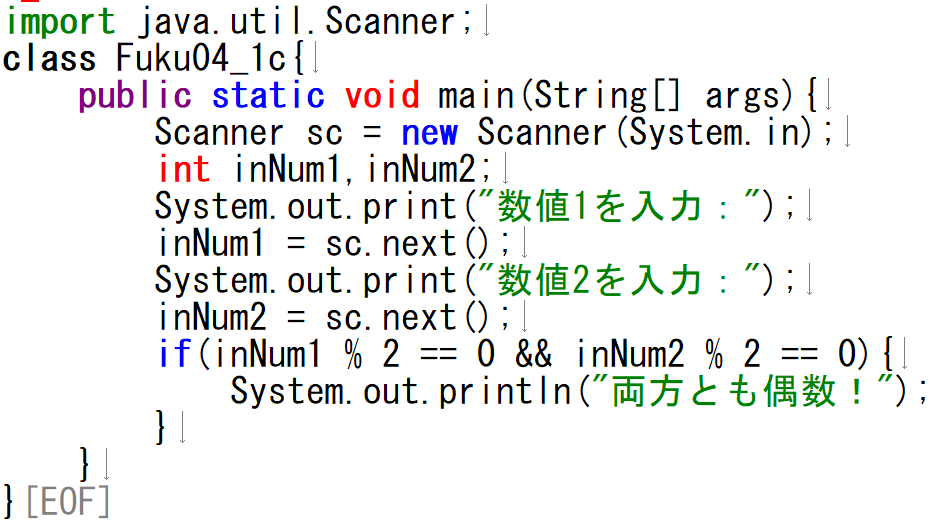 import java.util.Scanner;↓
class Fuku04_1c{↓
    public static void main(String[] args){↓
        Scanner sc = new Scanner(System.in);↓
        int inNum1,inNum2;↓
        System.out.print("数値1を入力：");↓
        inNum1 = sc.next();↓
        System.out.print("数値2を入力：");↓
        inNum2 = sc.next();↓
        if(inNum1 % 2 == 0 && inNum2 % 2 == 0){↓
            System.out.println("両方とも偶数！");
        }↓
    }↓
}[EOF]